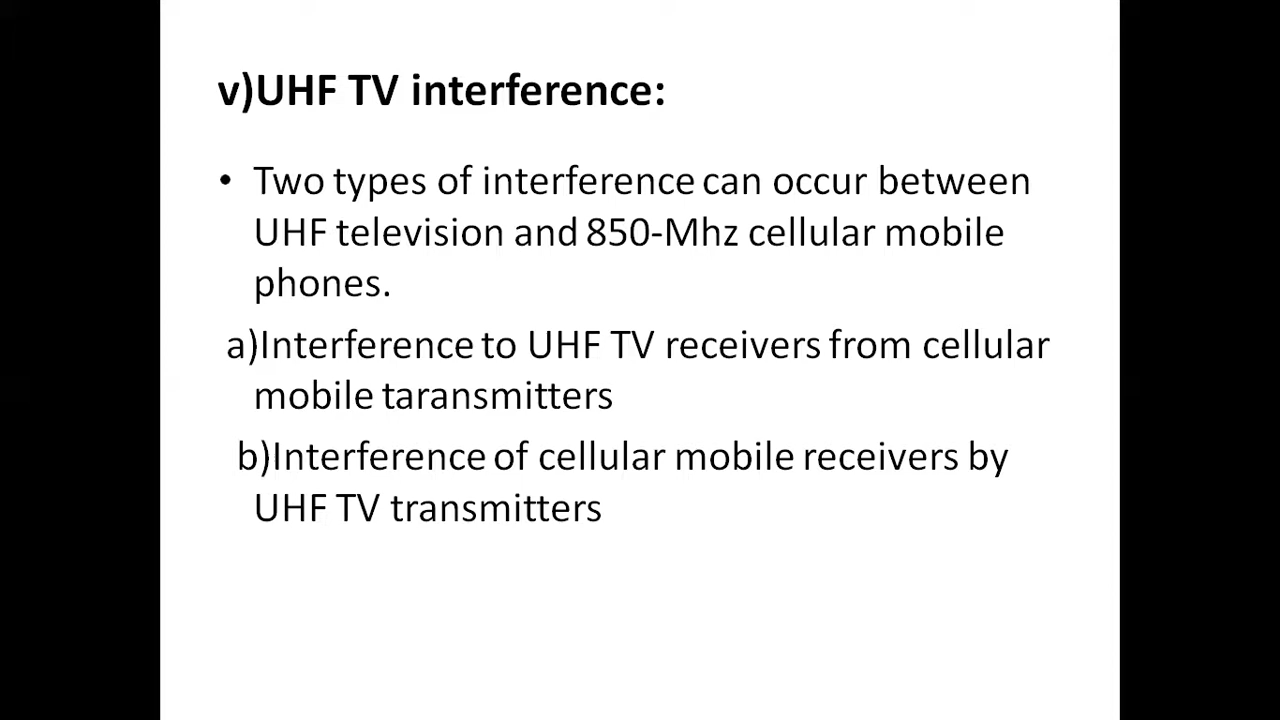 v)UHF TV interference:
• Two types of interference can occur between
UHF television and 850-Mhz cellular mobile
phones.
a)Interference to UHF TV receivers from cellular
mobile taransmitters
b)Interference of cellular mobile receivers by
UHF TV transmitters